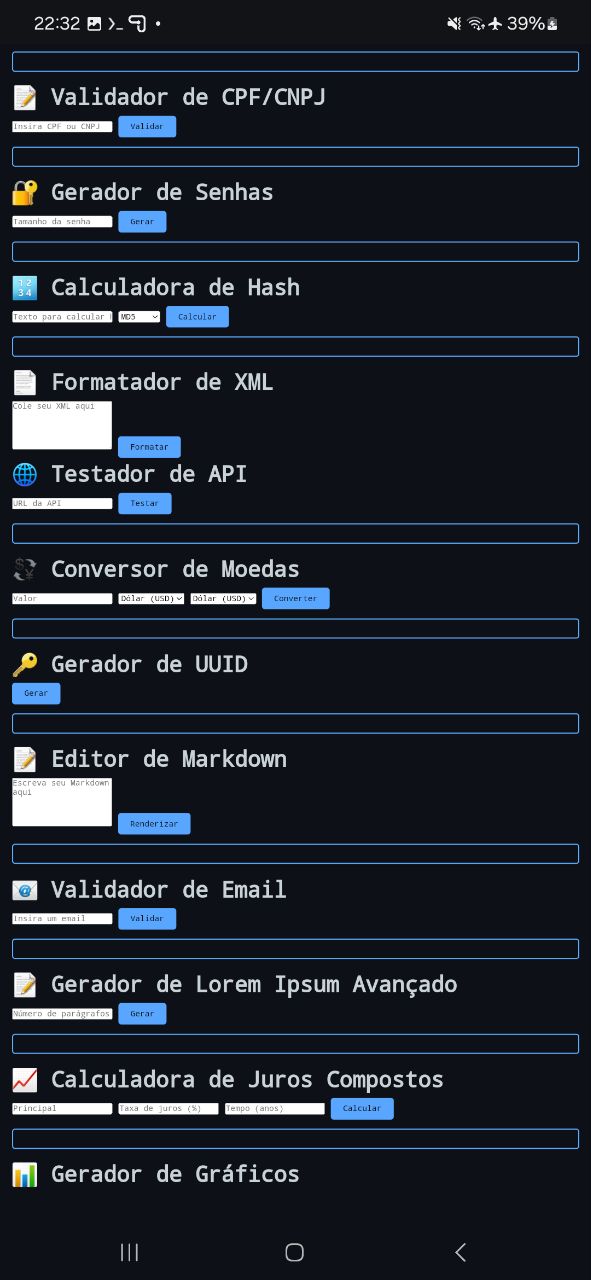 22:32 39%
📝 Validador de CPF/CNPJ
Insira CPF ou CNPJ Validar
🔐 Gerador de Senhas
Tamanho da senha Gerar
🔢 Calculadora de Hash
Texto para calcular MD5 Calcular
📄 Formatador de XML
Cole seu XML aqui
Formatar
🌐 Testador de API
URL da API Testar
💱 Conversor de Moedas
Valor Dólar (USD) Dólar (USD) Converter
🔑 Gerador de UUID
Gerar
📝 Editor de Markdown
Escreva seu Markdown
aqui
Renderizar
📧 Validador de Email
Insira um email Validar
📝 Gerador de Lorem Ipsum Avançado
Número de parágrafos Gerar
📈 Calculadora de Juros Compostos
Principal Taxa de juros (%) Tempo (anos) Calcular
📊 Gerador de Gráficos